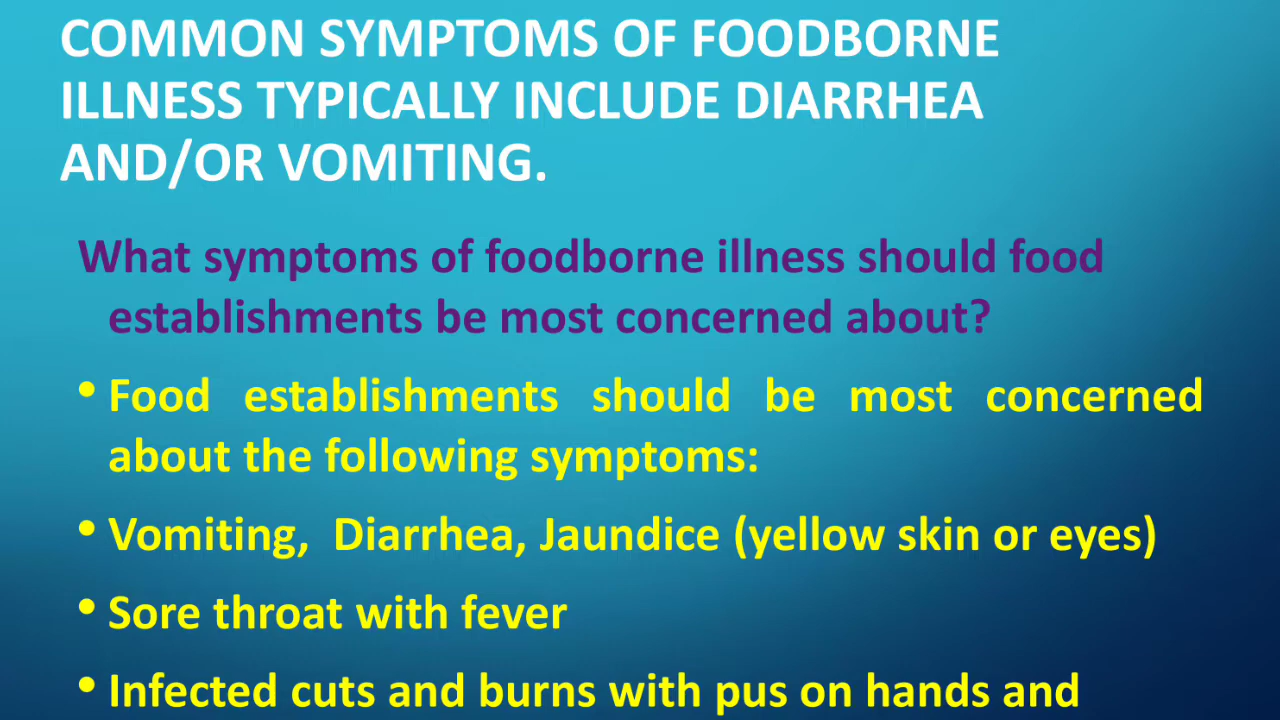 COMMON SYMPTOMS OF FOODBORNE
ILLNESS TYPICALLY INCLUDE DIARRHEA
AND/OR VOMITING.
What symptoms of foodborne illness should food
establishments be most concerned about?
• Food establishments should be most concerned
about the following symptoms:
• Vomiting, Diarrhea, Jaundice (yellow skin or eyes)
• Sore throat with fever
• Infected cuts and burns with pus on hands and